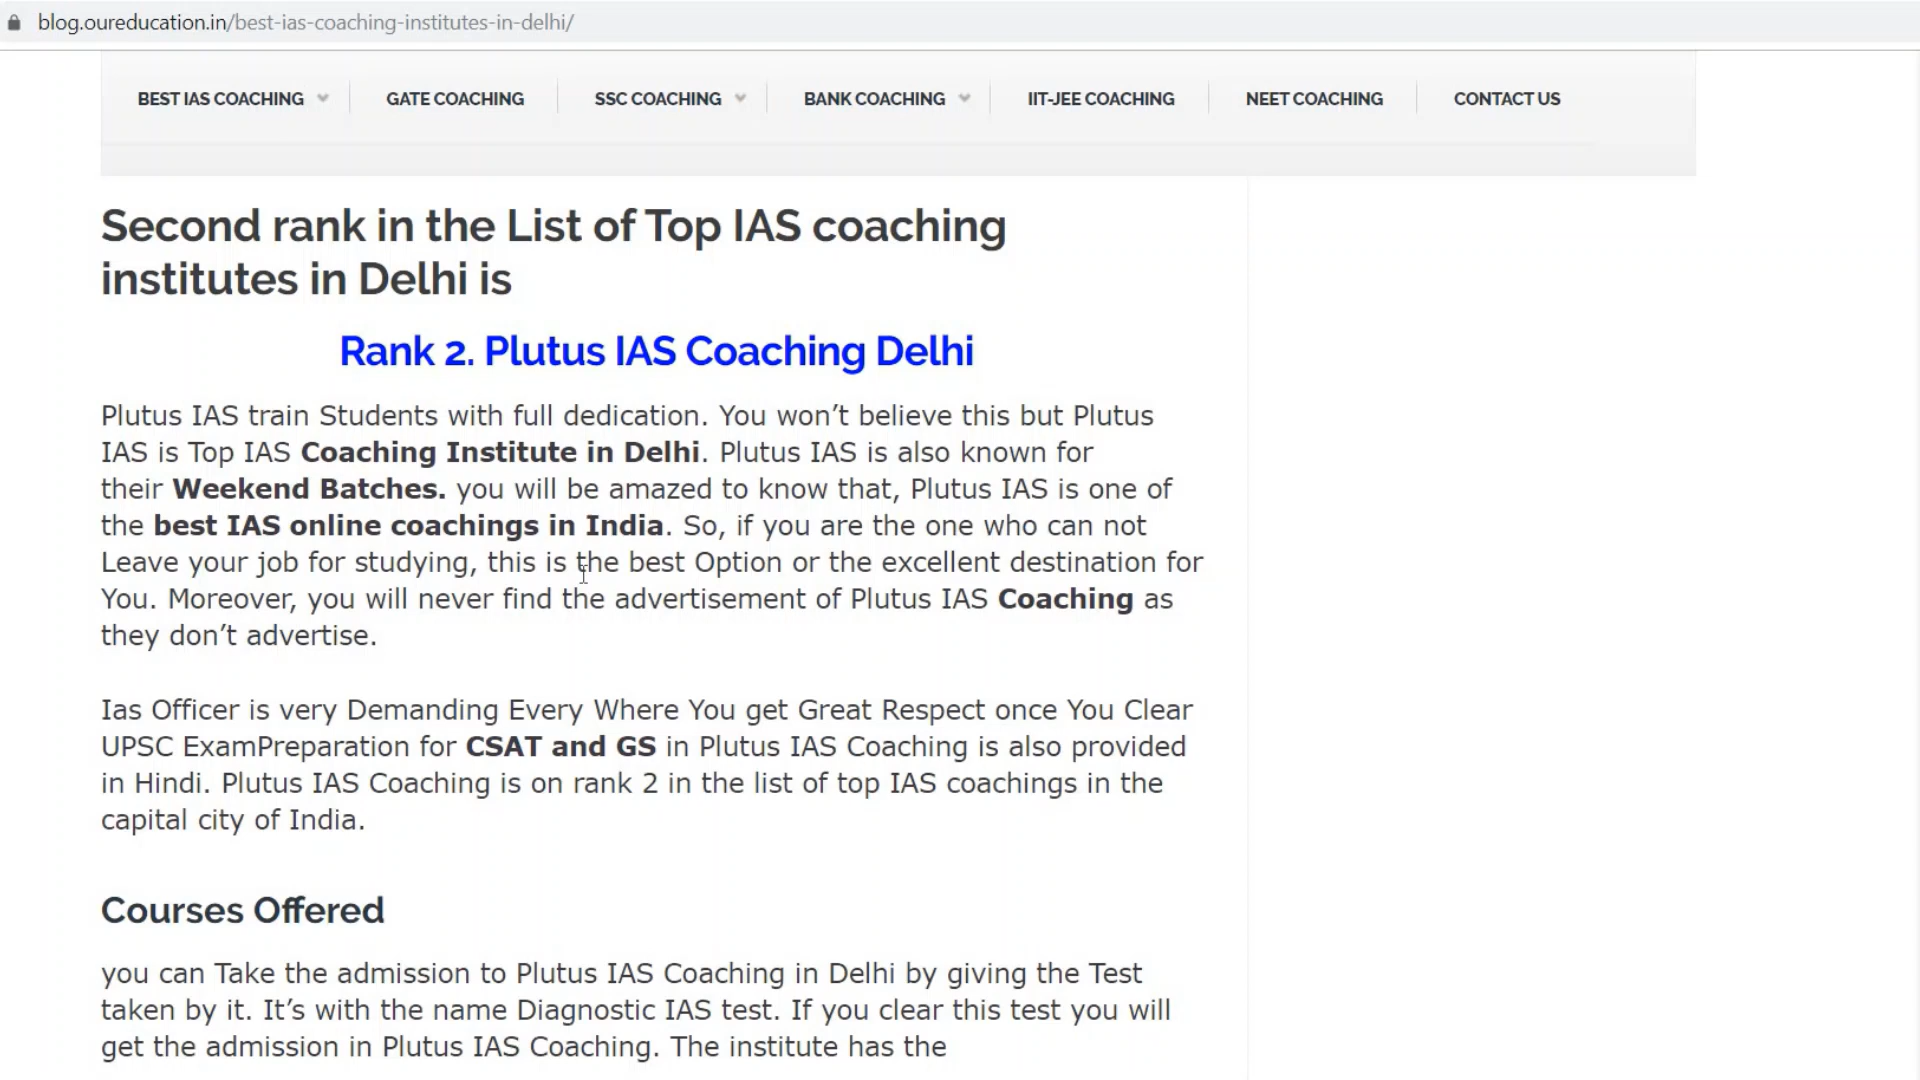 blog.oureducation.in/best-ias-coaching-institutes-in-delhi/
BEST IAS COACHING GATE COACHING SSC COACHING BANK COACHING IIT-JEE COACHING NEET COACHING CONTACT US
Second rank in the List of Top IAS coaching
institutes in Delhi is
Rank 2. Plutus IAS Coaching Delhi
Plutus IAS train Students with full dedication. You won’t believe this but Plutus
IAS is Top IAS Coaching Institute in Delhi. Plutus IAS is also known for
their Weekend Batches. you will be amazed to know that, Plutus IAS is one of
the best IAS online coachings in India. So, if you are the one who can not
Leave your job for studying, this is the best Option or the excellent destination for
You. Moreover, you will never find the advertisement of Plutus IAS Coaching as
they don’t advertise.
Ias Officer is very Demanding Every Where You get Great Respect once You Clear
UPSC ExamPreparation for CSAT and GS in Plutus IAS Coaching is also provided
in Hindi. Plutus IAS Coaching is on rank 2 in the list of top IAS coachings in the
capital city of India.
Courses Offered
you can Take the admission to Plutus IAS Coaching in Delhi by giving the Test
taken by it. It’s with the name Diagnostic IAS test. If you clear this test you will
get the admission in Plutus IAS Coaching. The institute has the